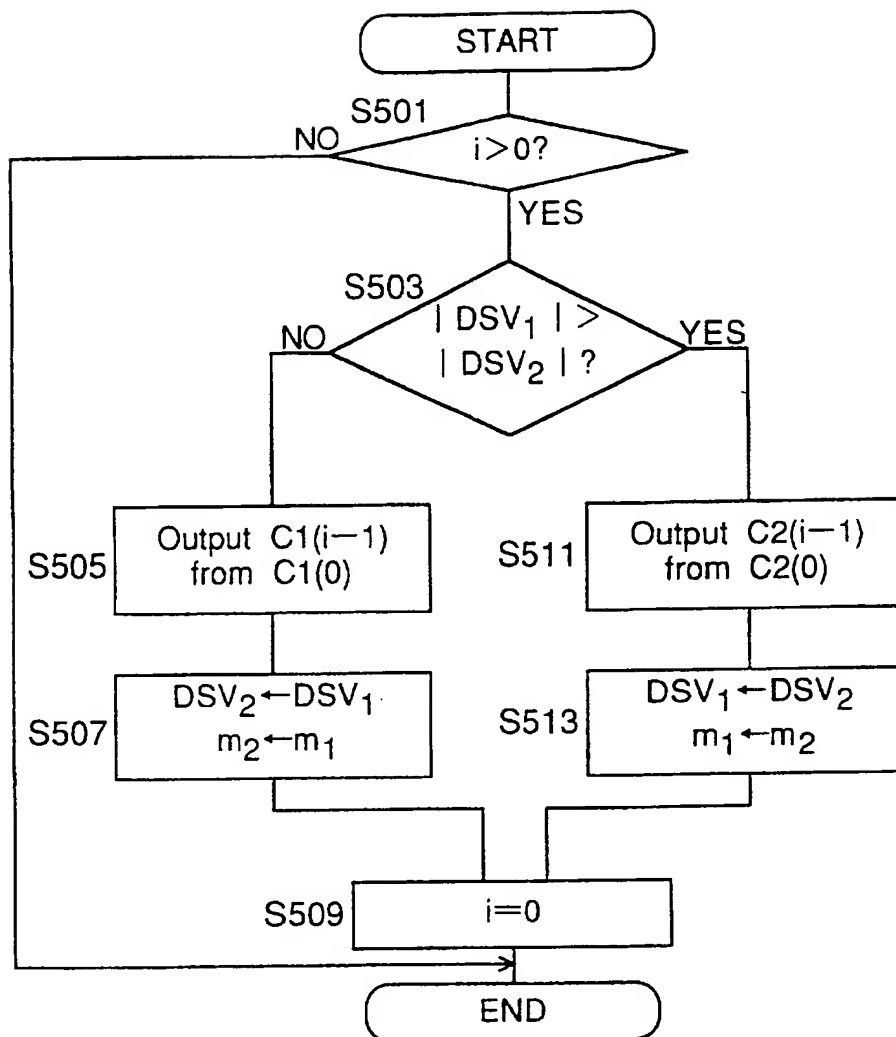 START
S501
NO
i>0?
YES
S503
NO
| DSV₁ | >
| DSV₂ | ?
YES
S505
Output C1(i−1)
from C1(0)
S511
Output C2(i−1)
from C2(0)
S507
DSV₂←DSV₁
m₂←m₁
S513
DSV₁←DSV₂
m₁←m₂
S509
i=0
END